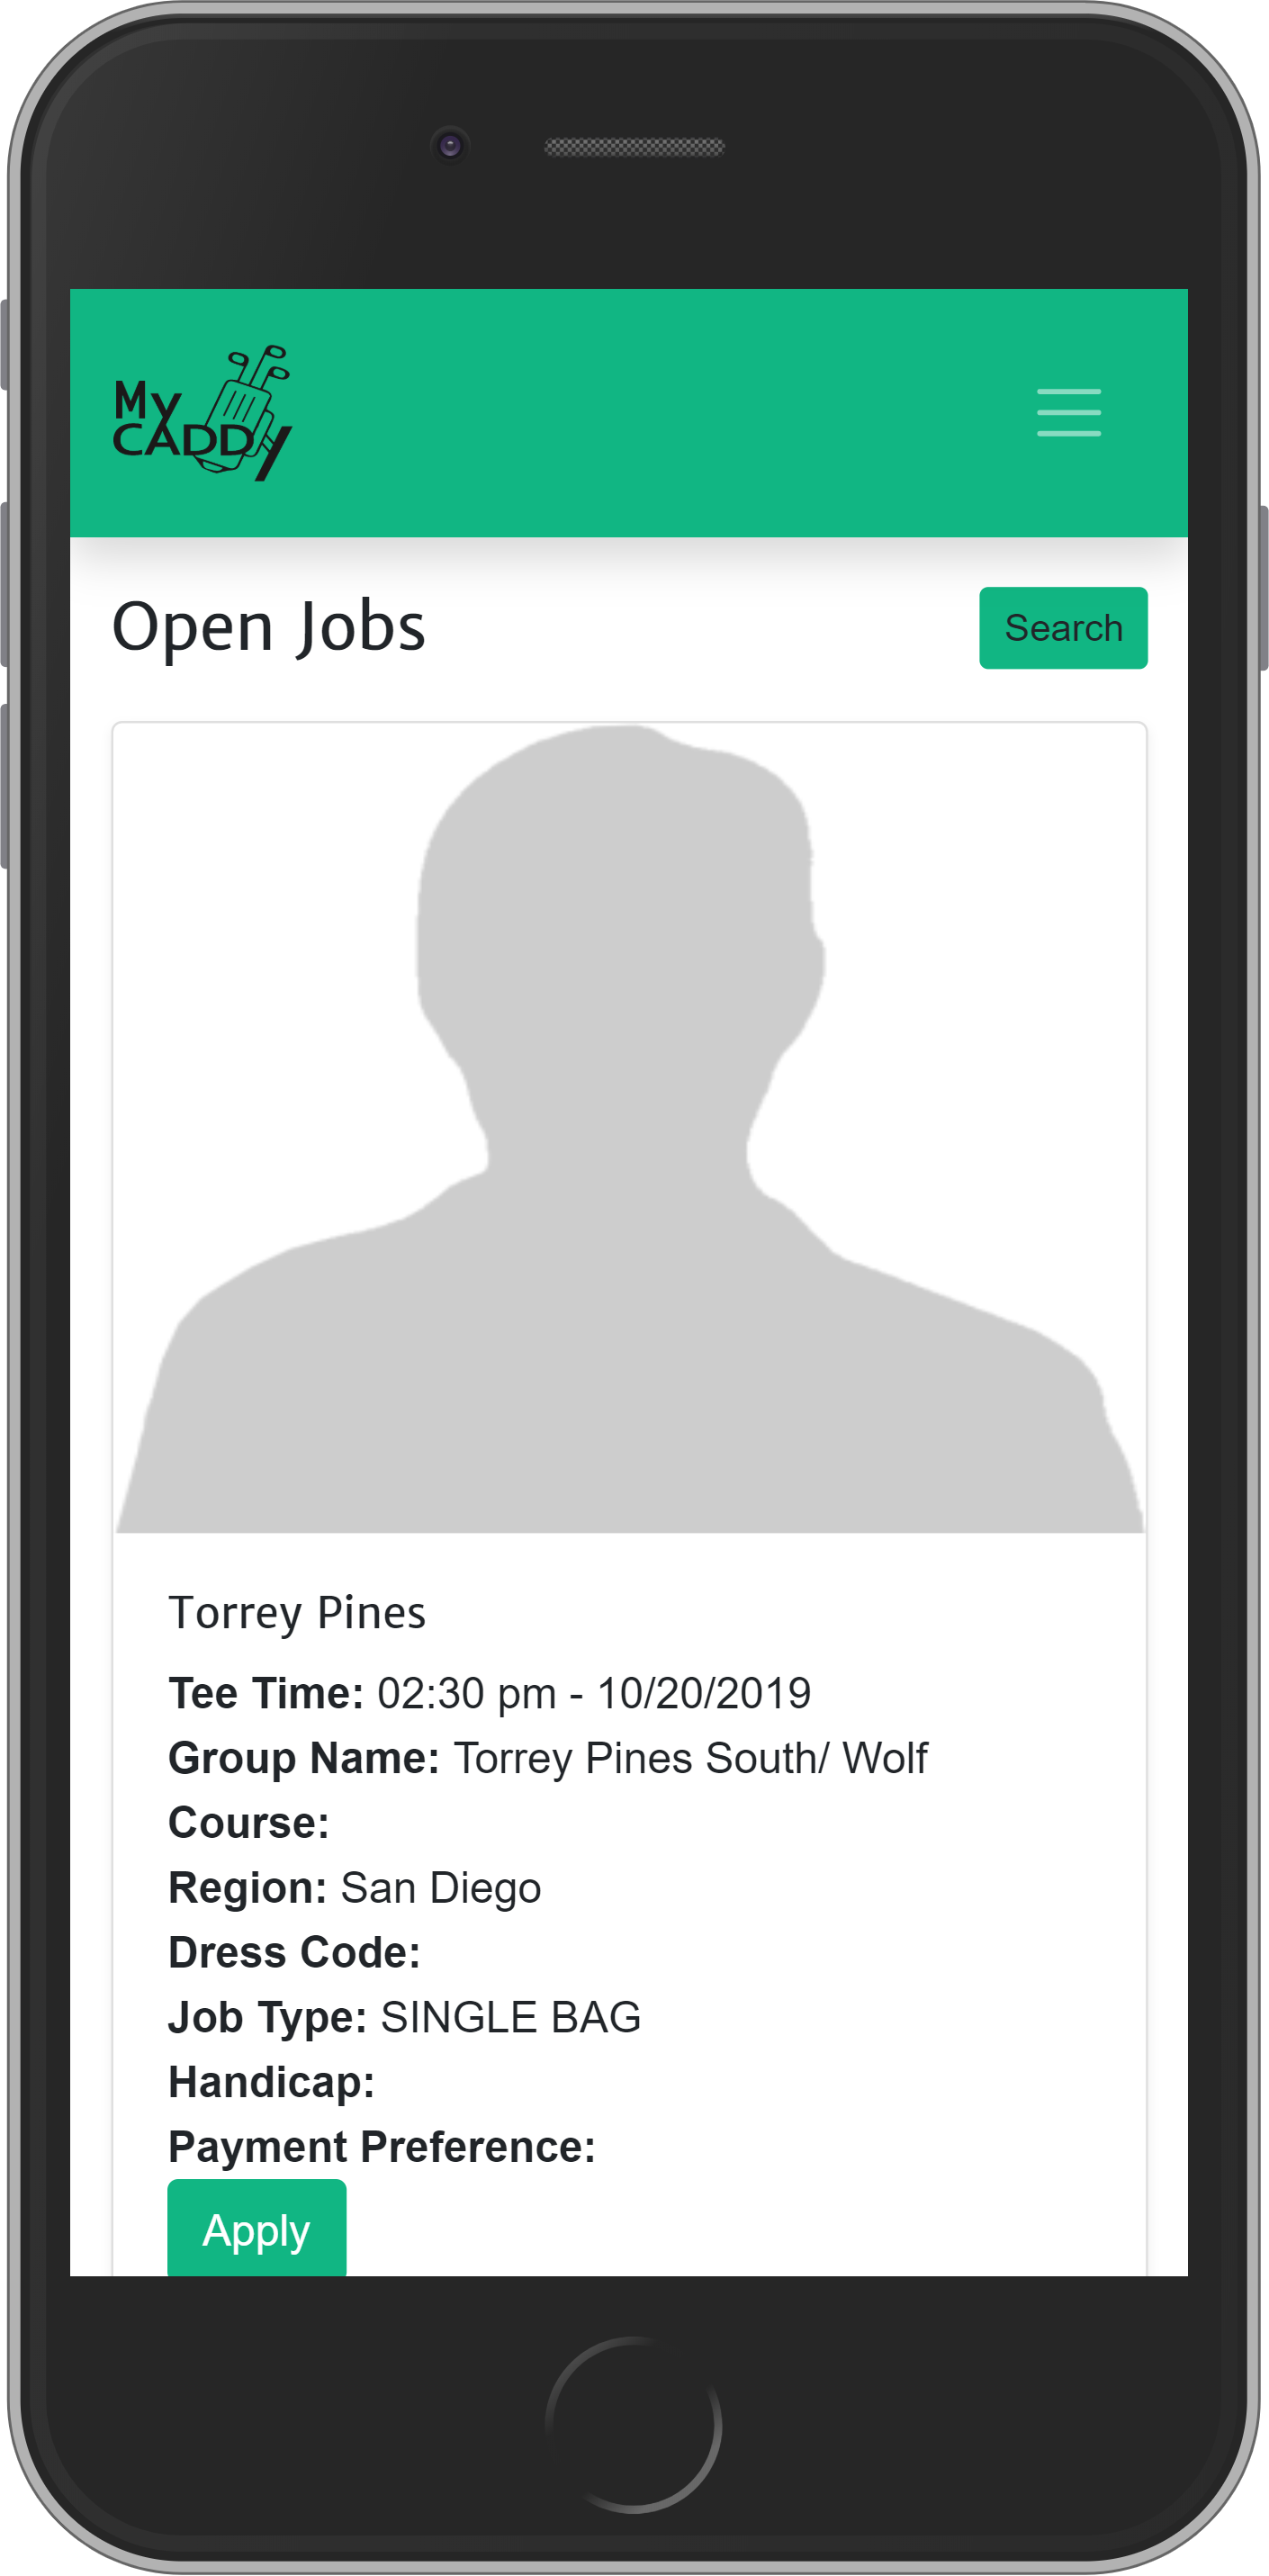 My
CADDY
Open Jobs
Search
Torrey Pines
Tee Time: 02:30 pm - 10/20/2019
Group Name: Torrey Pines South/ Wolf
Course:
Region: San Diego
Dress Code:
Job Type: SINGLE BAG
Handicap:
Payment Preference:
Apply